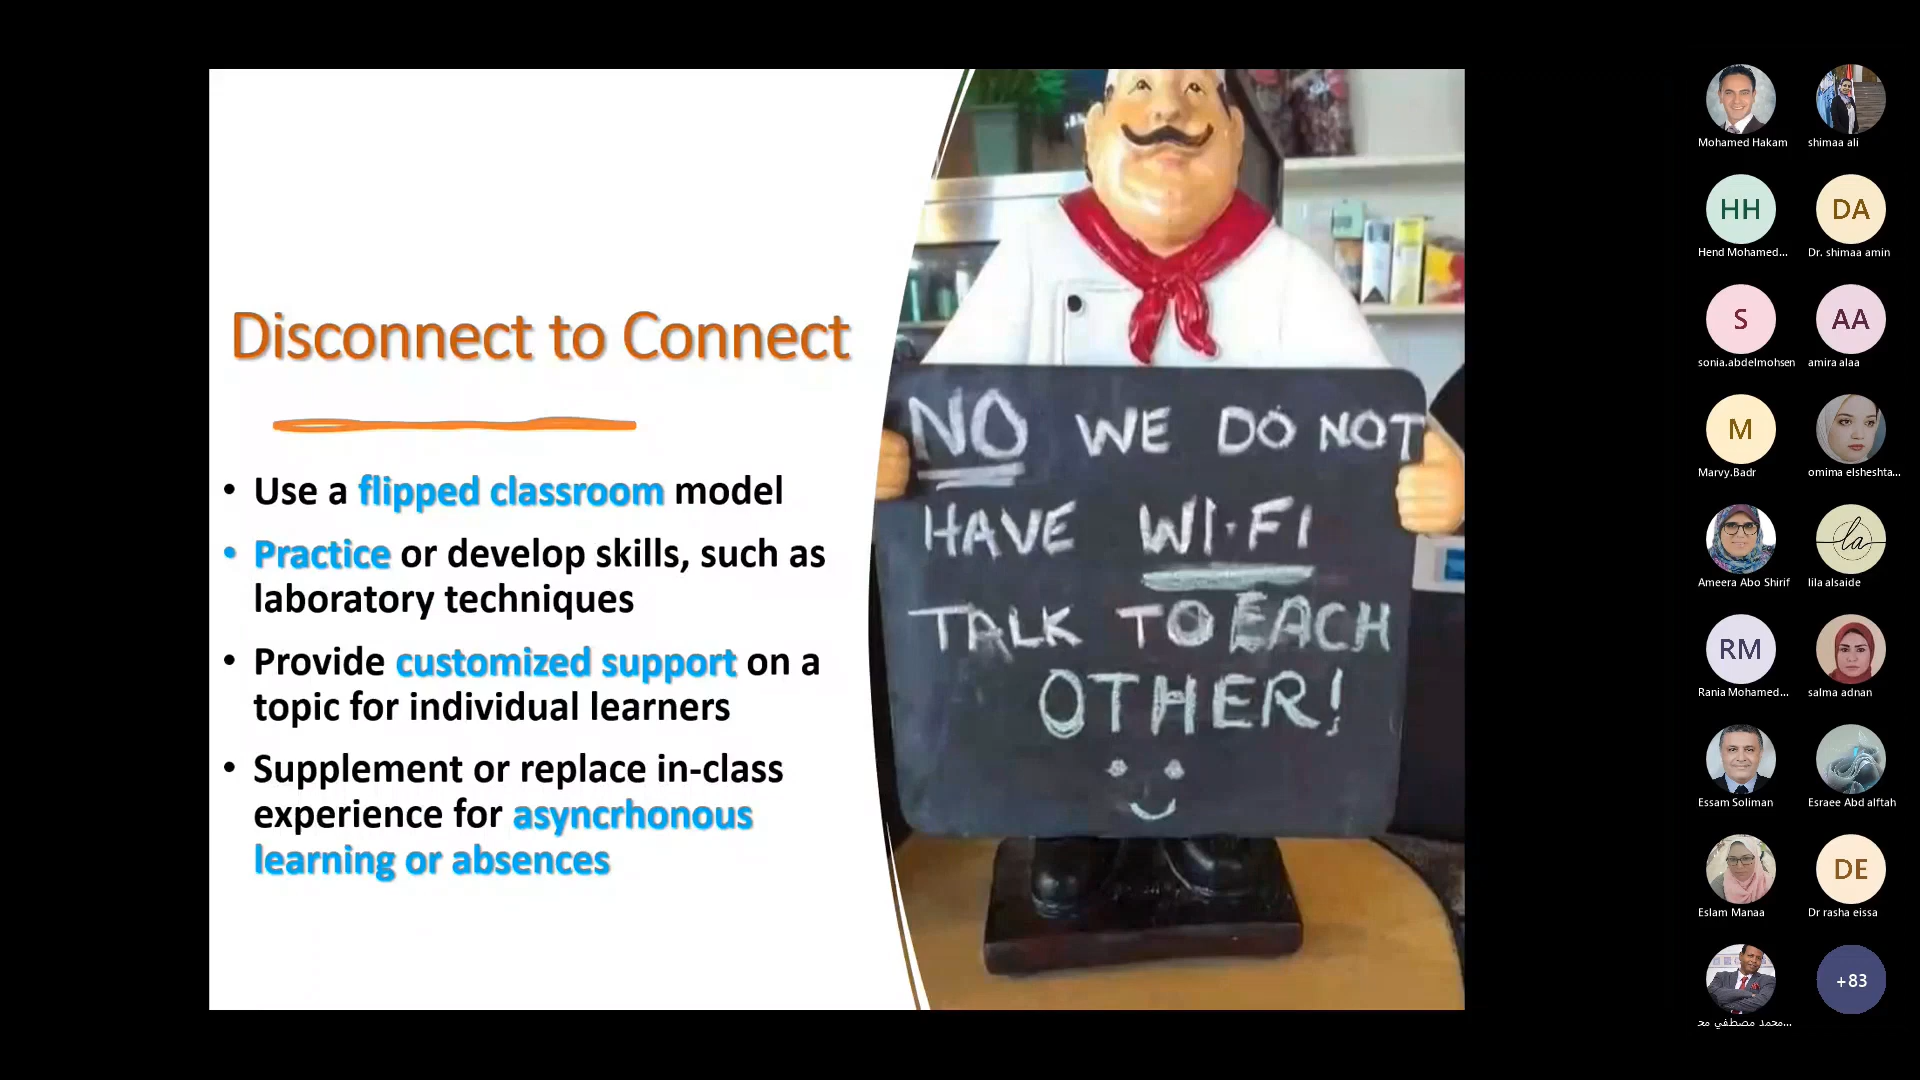 Disconnect to Connect
• Use a flipped classroom model
• Practice or develop skills, such as
laboratory techniques
• Provide customized support on a
topic for individual learners
• Supplement or replace in-class
experience for asyncrhonous
learning or absences
NO WE DO NOT
HAVE WI-FI
TALK TO EACH
OTHER!
Mohamed Hakam
shimaa ali
HH
Hend Mohamed...
DA
Dr. shimaa amin
S
sonia.abdelmohsen
AA
amira alaa
M
Marvy.Badr
omima elsheshta...
Ameera Abo Shirif
la
lila alsaide
RM
Rania Mohamed...
salma adnan
Essam Soliman
Esraee Abd alftah
Eslam Manaa
DE
Dr rasha eissa
محمد مصطفي مح...
+83